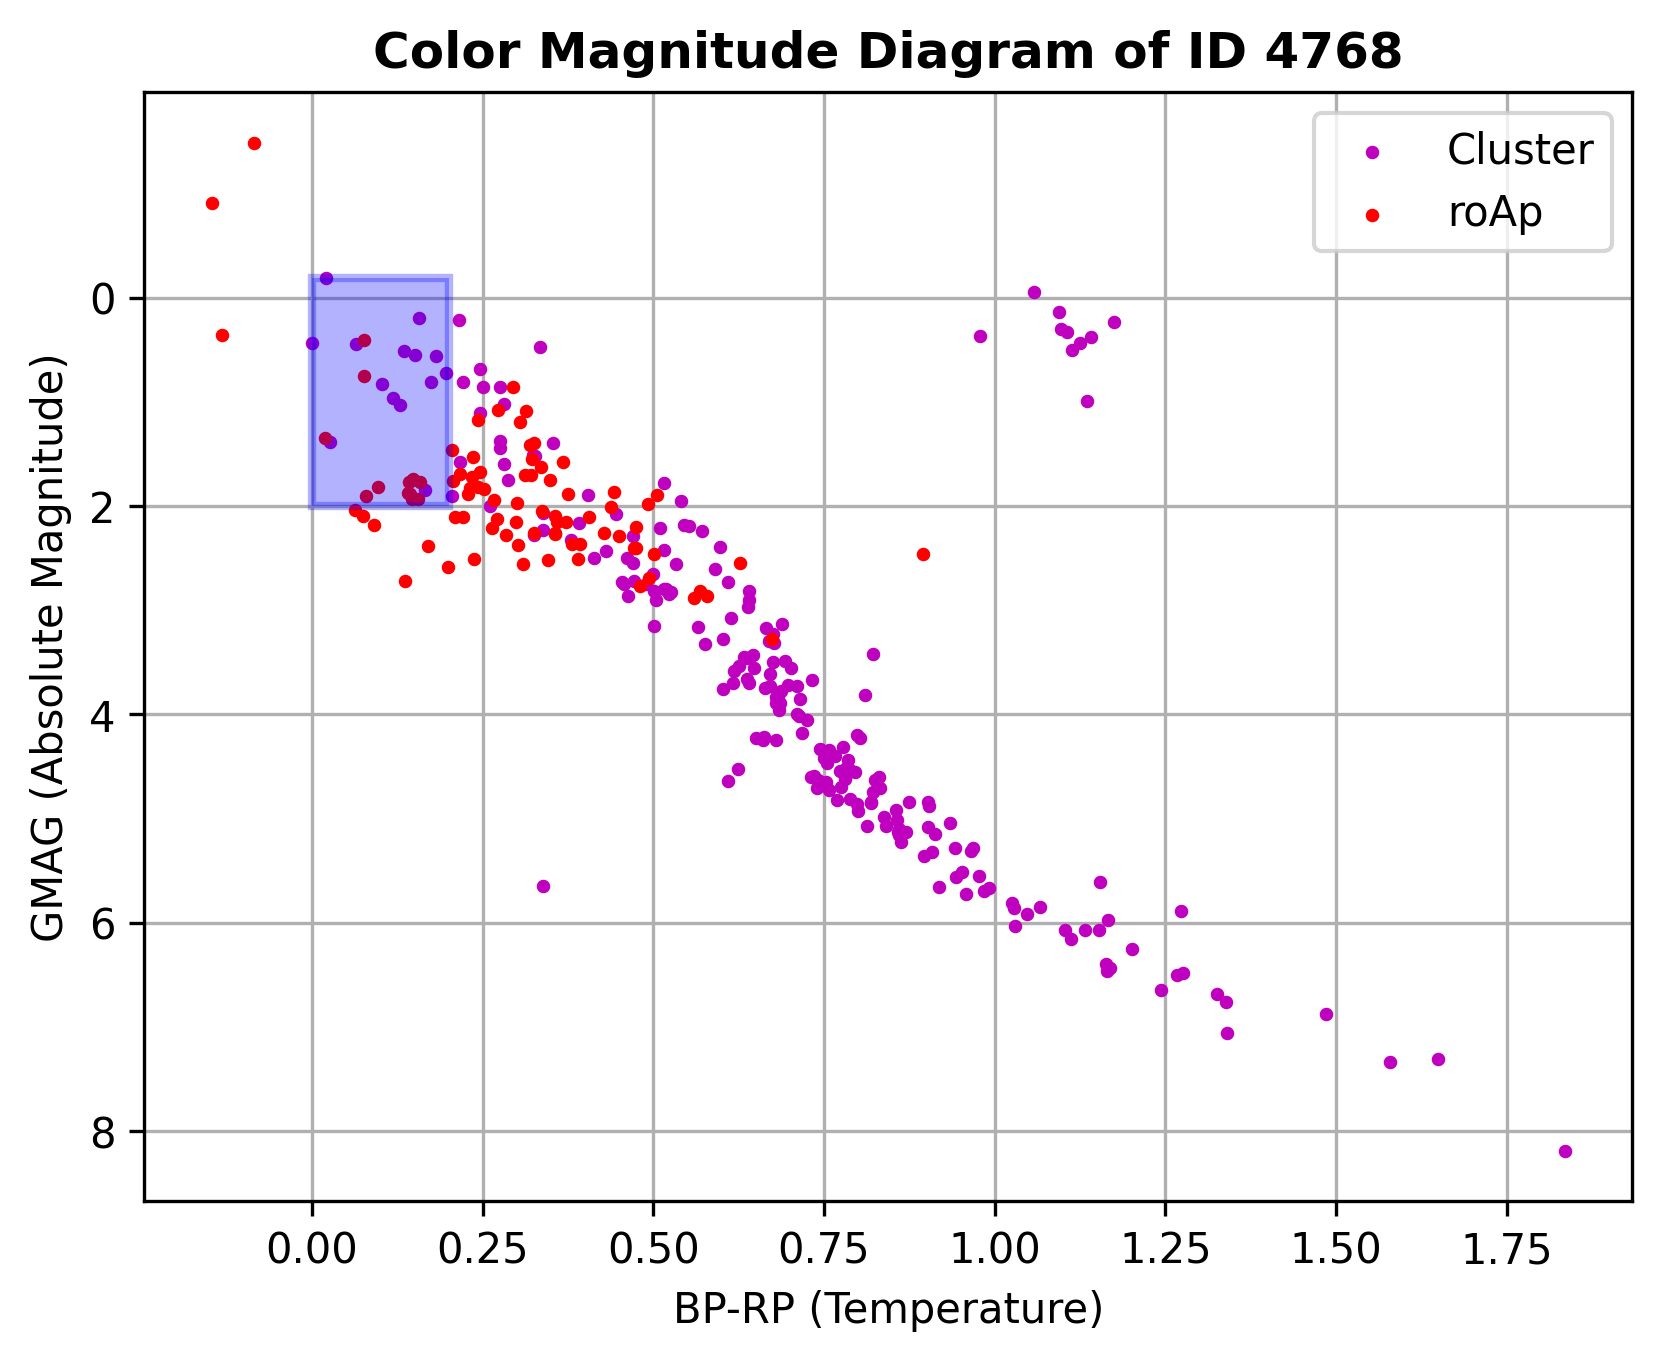 Color Magnitude Diagram of ID 4768
Cluster
roAp
GMAG (Absolute Magnitude)
0
2
4
6
8
0.00 0.25 0.50 0.75 1.00 1.25 1.50 1.75
BP-RP (Temperature)